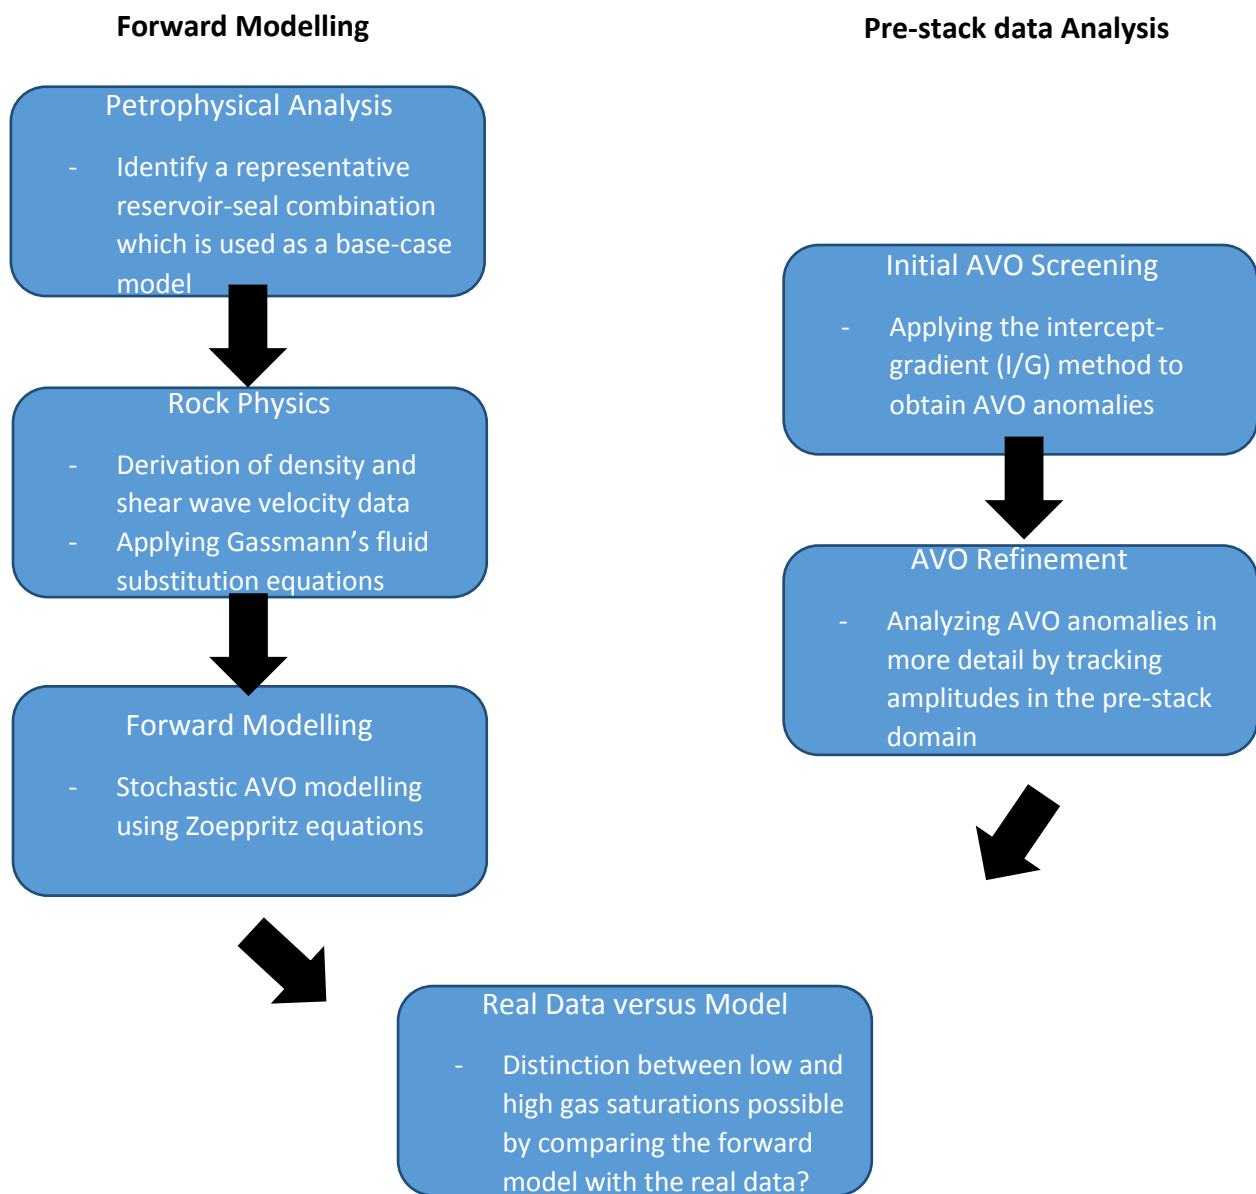 Forward Modelling
Petrophysical Analysis
- Identify a representative
reservoir-seal combination
which is used as a base-case
model
Rock Physics
- Derivation of density and
shear wave velocity data
- Applying Gassmann’s fluid
substitution equations
Forward Modelling
- Stochastic AVO modelling
using Zoeppritz equations
Pre-stack data Analysis
Initial AVO Screening
- Applying the intercept-
gradient (I/G) method to
obtain AVO anomalies
AVO Refinement
- Analyzing AVO anomalies in
more detail by tracking
amplitudes in the pre-stack
domain
Real Data versus Model
- Distinction between low and
high gas saturations possible
by comparing the forward
model with the real data?